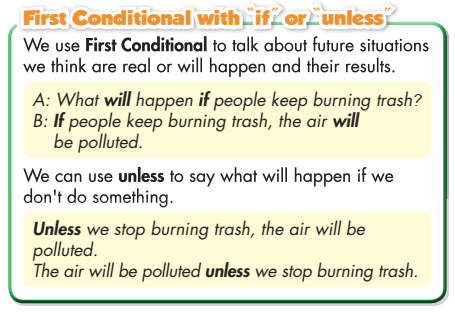 First Conditional with "if" or "unless"
We use First Conditional to talk about future situations
we think are real or will happen and their results.
A: What will happen if people keep burning trash?
B: If people keep burning trash, the air will
be polluted.
We can use unless to say what will happen if we
don't do something.
Unless we stop burning trash, the air will be
polluted.
The air will be polluted unless we stop burning trash.